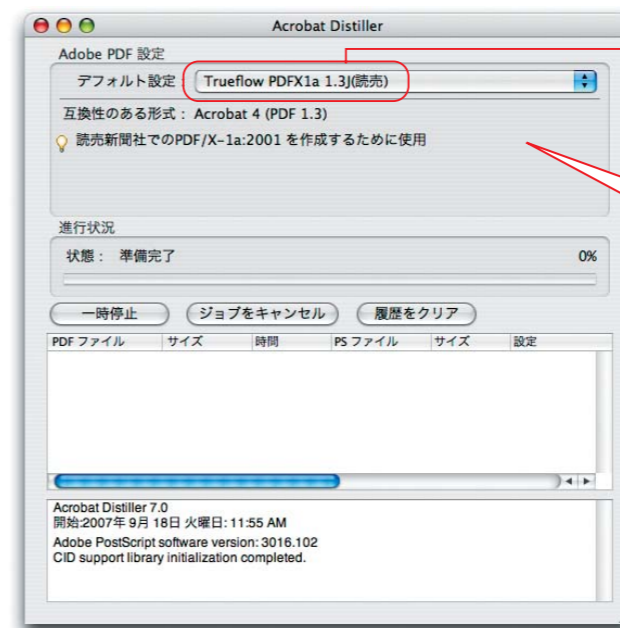 Acrobat Distiller
Adobe PDF 設定
デフォルト設定： Trueflow PDFX1a 1.3J(読売)
互換性のある形式： Acrobat 4 (PDF 1.3)
読売新聞社でのPDF/X-1a:2001 を作成するために使用
進行状況
状態： 準備完了 0%
一時停止 ジョブをキャンセル 履歴をクリア
PDF ファイル サイズ 時間 PS ファイル サイズ 設定
Acrobat Distiller 7.0
開始:2007年 9月 18日 火曜日: 11:55 AM
Adobe PostScript software version: 3016.102
CID support library initialization completed.